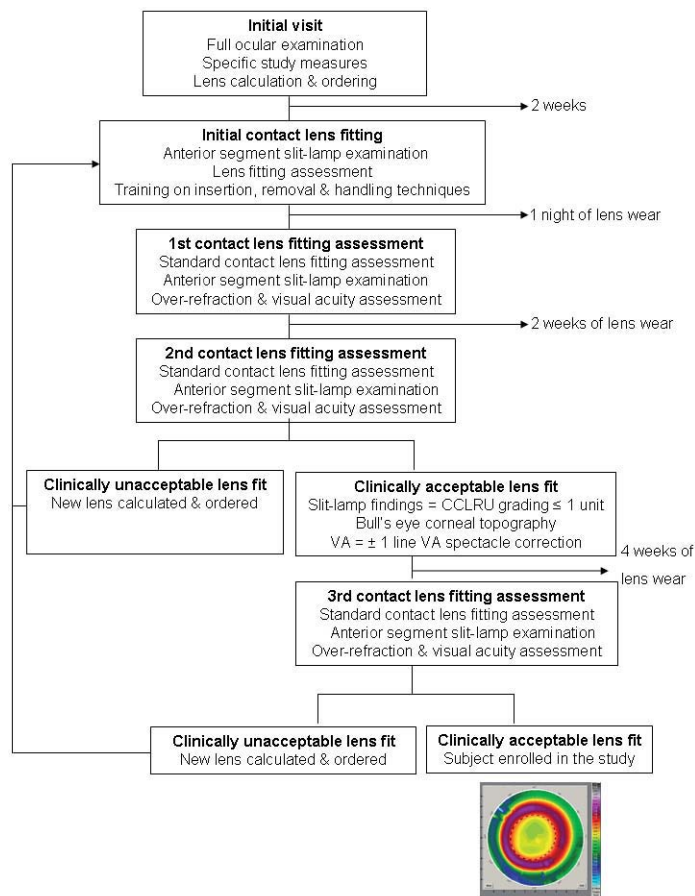 Initial visit
Full ocular examination
Specific study measures
Lens calculation & ordering
2 weeks
Initial contact lens fitting
Anterior segment slit-lamp examination
Lens fitting assessment
Training on insertion, removal & handling techniques
1 night of lens wear
1st contact lens fitting assessment
Standard contact lens fitting assessment
Anterior segment slit-lamp examination
Over-refraction & visual acuity assessment
2 weeks of lens wear
2nd contact lens fitting assessment
Standard contact lens fitting assessment
Anterior segment slit-lamp examination
Over-refraction & visual acuity assessment
Clinically unacceptable lens fit
New lens calculated & ordered
Clinically acceptable lens fit
Slit-lamp findings = CCLRU grading ≤ 1 unit
Bull's eye corneal topography
VA = ± 1 line VA spectacle correction
4 weeks of
lens wear
3rd contact lens fitting assessment
Standard contact lens fitting assessment
Anterior segment slit-lamp examination
Over-refraction & visual acuity assessment
Clinically unacceptable lens fit
New lens calculated & ordered
Clinically acceptable lens fit
Subject enrolled in the study